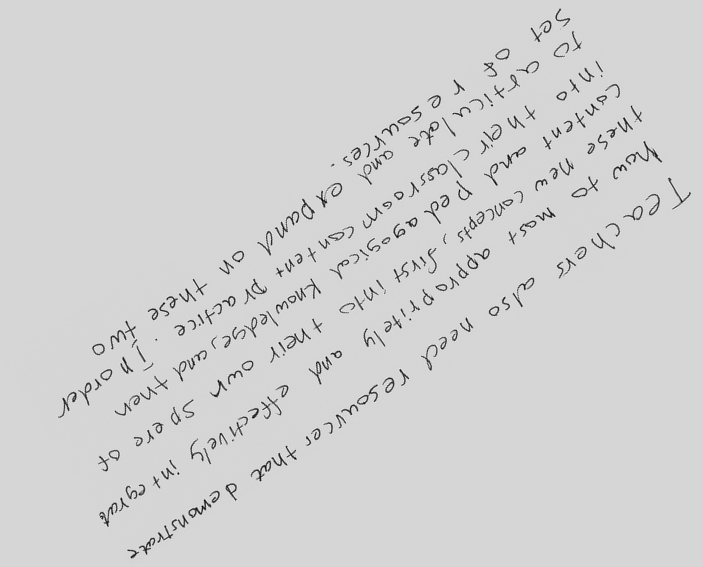 Teachers also need resources that demonstrate
how to most appropritely and effectively integrate
these new concepts, first into their own spere of
content and pedagogical knowledge, and then
into their classroom content practice. In order
to articulate and expand on these two
set of resources.